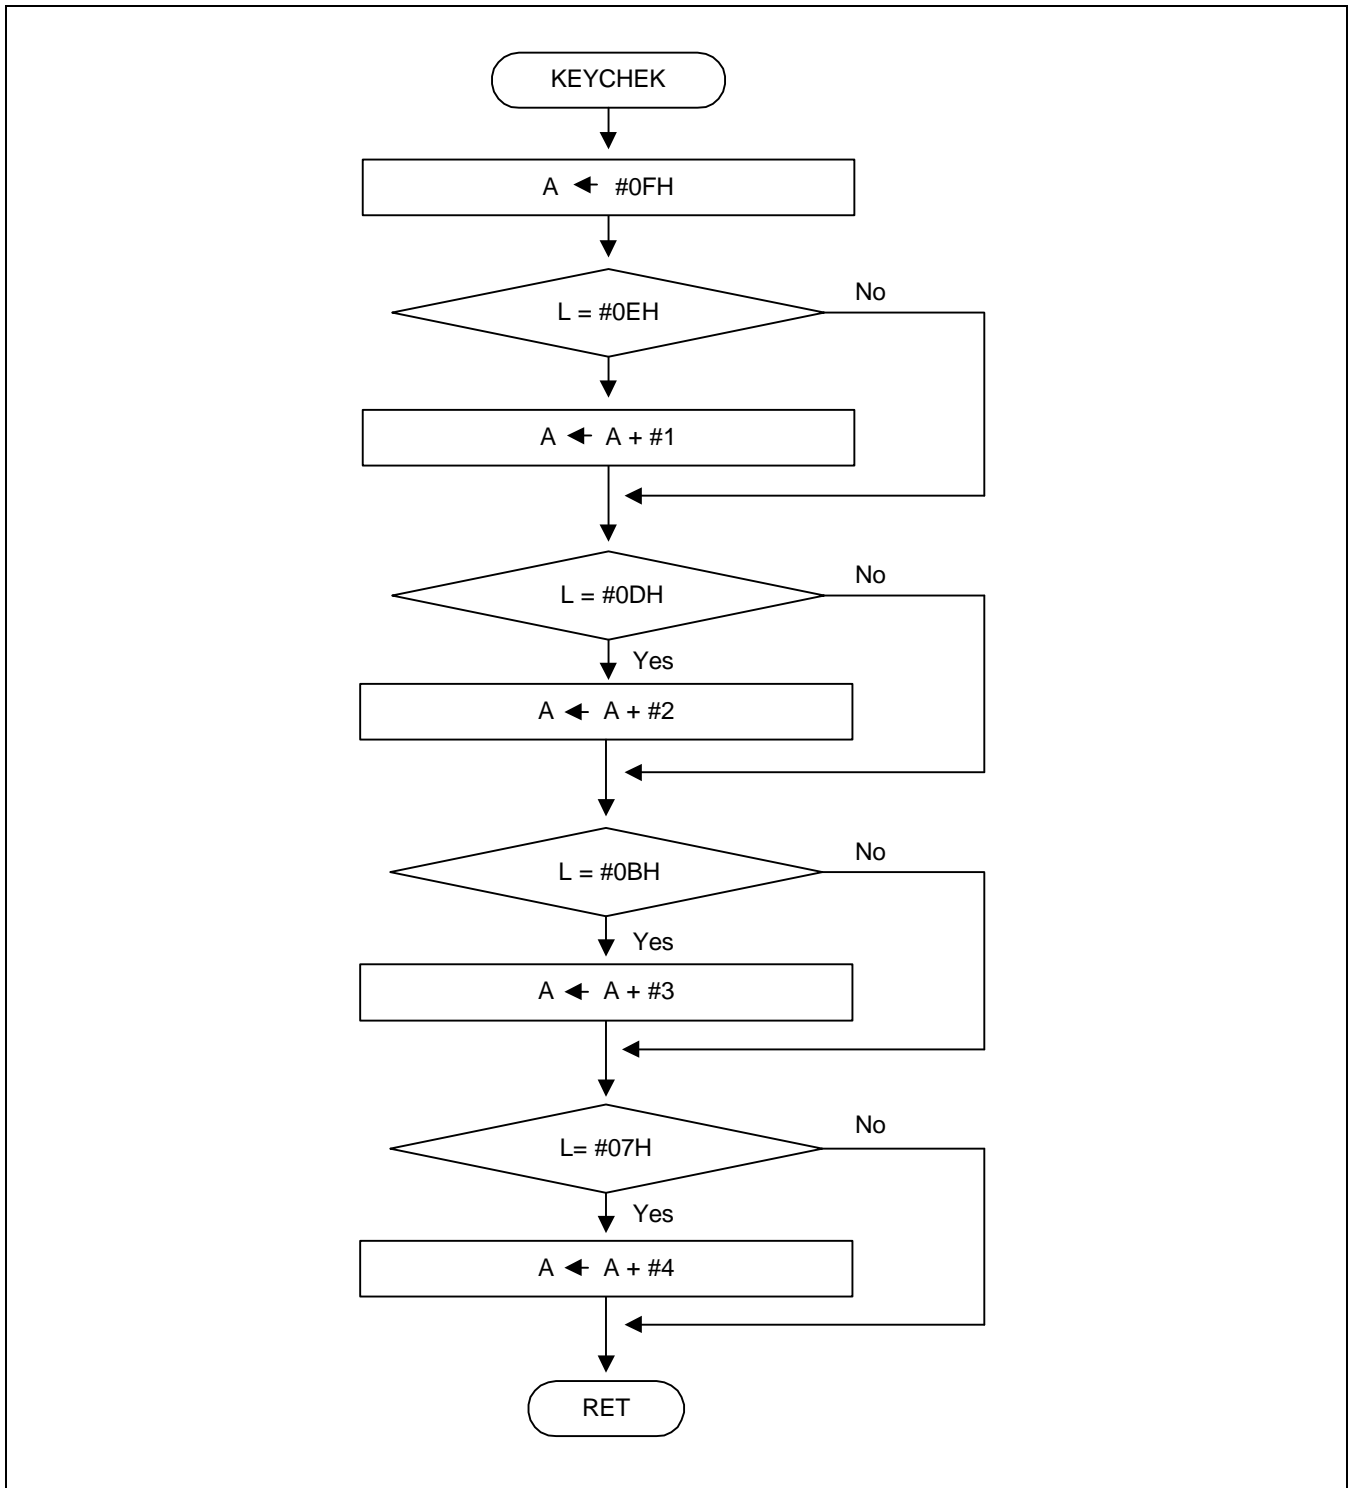 KEYCHEK
A ← #0FH
L = #0EH
No
A ← A + #1
L = #0DH
No
Yes
A ← A + #2
L = #0BH
No
Yes
A ← A + #3
L= #07H
No
Yes
A ← A + #4
RET